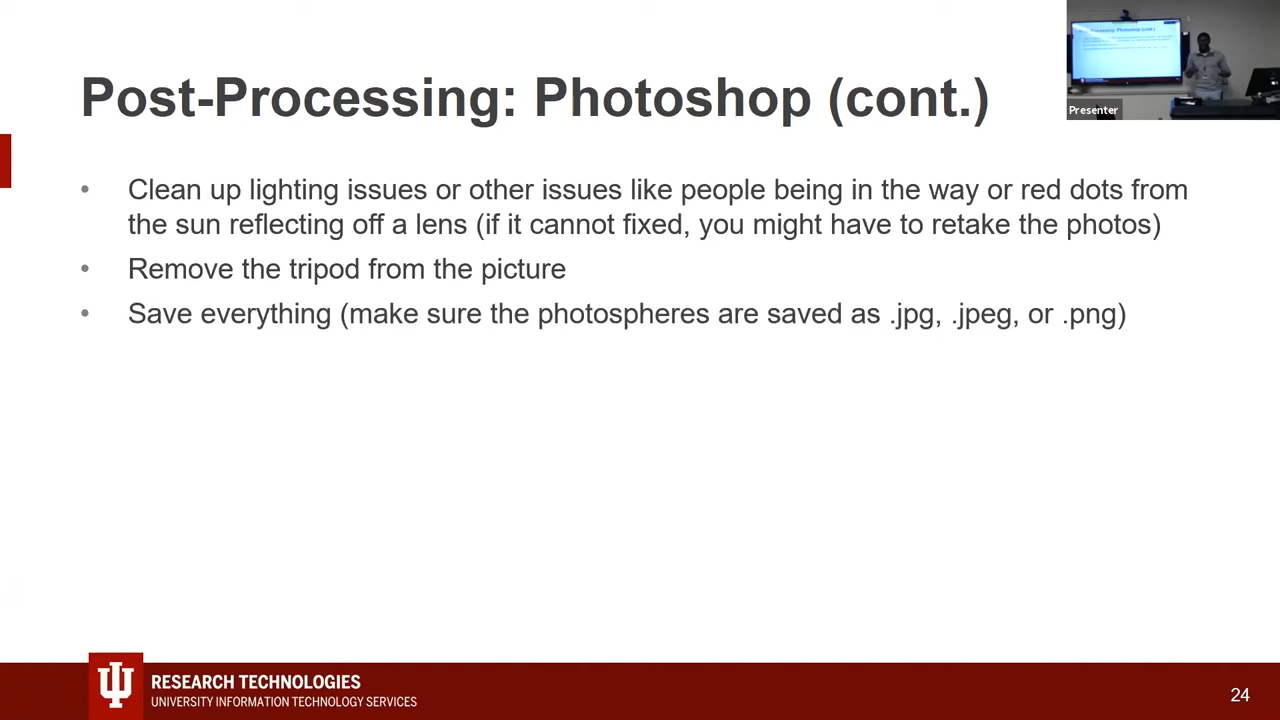 Post-Processing: Photoshop (cont.)
Presenter
• Clean up lighting issues or other issues like people being in the way or red dots from
the sun reflecting off a lens (if it cannot fixed, you might have to retake the photos)
• Remove the tripod from the picture
• Save everything (make sure the photospheres are saved as .jpg, .jpeg, or .png)
RESEARCH TECHNOLOGIES
UNIVERSITY INFORMATION TECHNOLOGY SERVICES
24